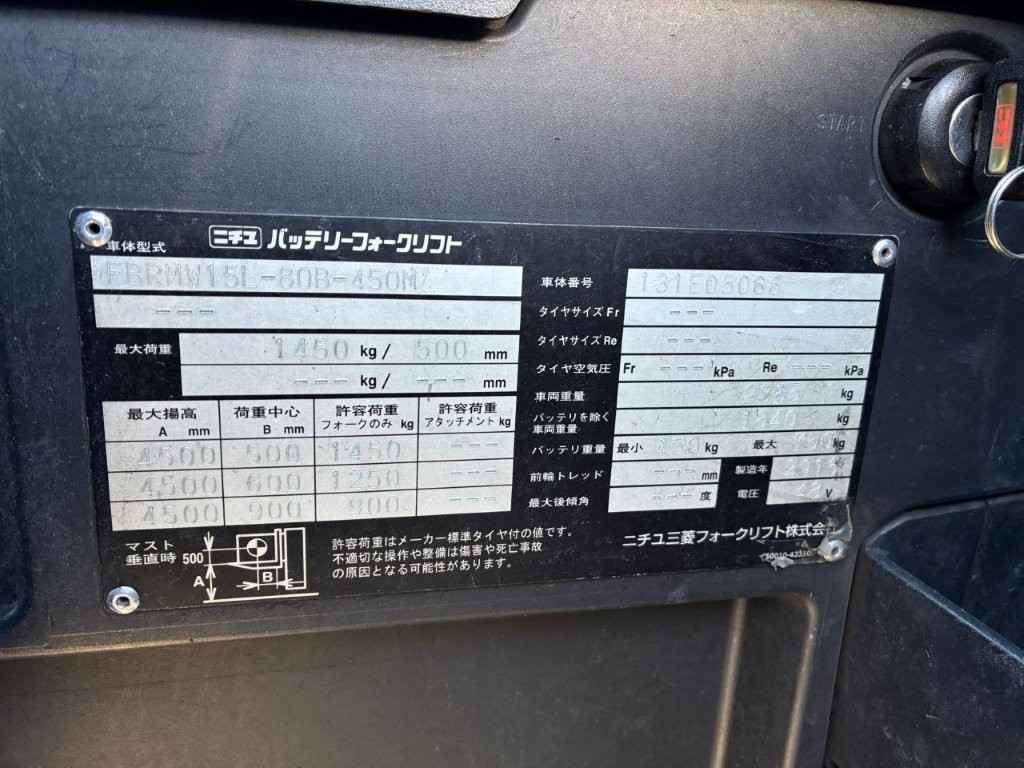 START
ニチユ バッテリーフォークリフト
車体型式
FBRMW15L-80B-450M
---
最大荷重 1450 kg / 500 mm
--- kg / --- mm
最大揚高 A mm 荷重中心 B mm 許容荷重 フォークのみ kg 許容荷重 アタッチメント kg
4500 500 1450 ---
4500 600 1250 ---
4500 900 800 ---
マスト垂直時 500 A B
許容荷重はメーカー標準タイヤ付の値です。
不適切な操作や整備は傷害や死亡事故
の原因となる可能性があります。
車体番号 131E05066
タイヤサイズ Fr ---
タイヤサイズ Re ---
タイヤ空気圧 Fr --- kPa Re --- kPa
車両重量 kg
バッテリを除く車両重量 1540 kg
バッテリ重量 最小 450 kg 最大 kg
前輪トレッド --- mm 製造年
最大後傾角 --- 度 電圧 V
ニチユ三菱フォークリフト株式会